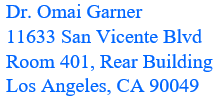 Dr. Omai Garner
11633 San Vicente Blvd
Room 401, Rear Building
Los Angeles, CA 90049